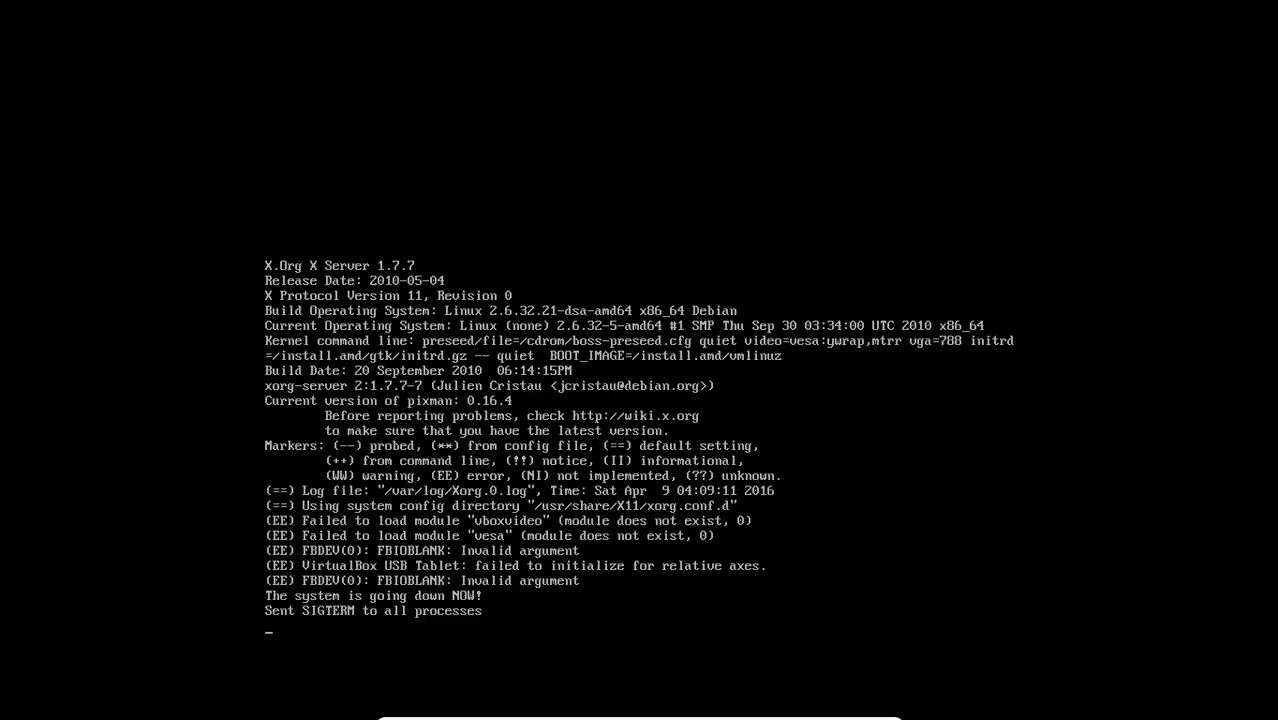 X.Org X Server 1.7.7
Release Date: 2010-05-04
X Protocol Version 11, Revision 0
Build Operating System: Linux 2.6.32.21-dsa-amd64 x86_64 Debian
Current Operating System: Linux (none) 2.6.32-5-amd64 #1 SMP Thu Sep 30 03:34:00 UTC 2010 x86_64
Kernel command line: preseed/file=/cdrom/boss-preseed.cfg quiet video=vesa:ywrap,mtrr vga=788 initrd
=/install.amd/gtk/initrd.gz -- quiet  BOOT_IMAGE=/install.amd/vmlinuz
Build Date: 20 September 2010  06:14:15PM
xorg-server 2:1.7.7-7 (Julien Cristau <jcristau@debian.org>)
Current version of pixman: 0.16.4
        Before reporting problems, check http://wiki.x.org
        to make sure that you have the latest version.
Markers: (--) probed, (**) from config file, (==) default setting,
        (++) from command line, (!!) notice, (II) informational,
        (WW) warning, (EE) error, (NI) not implemented, (??) unknown.
(==) Log file: "/var/log/Xorg.0.log", Time: Sat Apr  9 04:09:11 2016
(==) Using system config directory "/usr/share/X11/xorg.conf.d"
(EE) Failed to load module "vboxvideo" (module does not exist, 0)
(EE) Failed to load module "vesa" (module does not exist, 0)
(EE) FBDEV(0): FBIOBLANK: Invalid argument
(EE) VirtualBox USB Tablet: failed to initialize for relative axes.
(EE) FBDEV(0): FBIOBLANK: Invalid argument
The system is going down NOW!
Sent SIGTERM to all processes